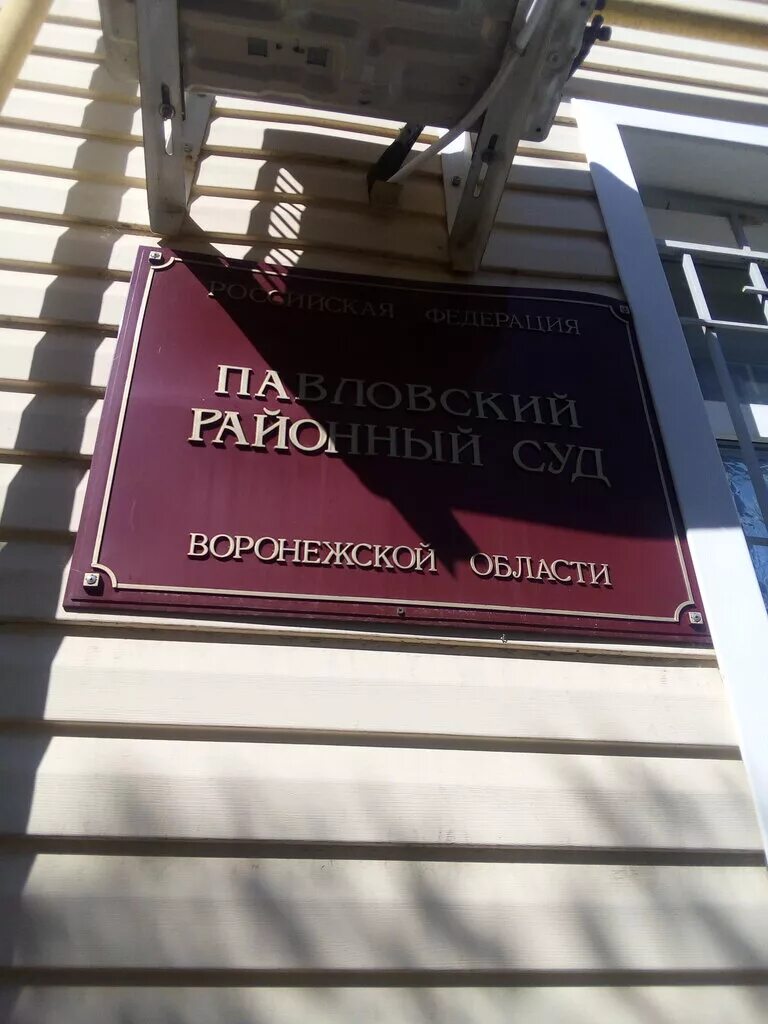 РОССИЙСКАЯ ФЕДЕРАЦИЯ
ПАВЛОВСКИЙ
РАЙОННЫЙ СУД
ВОРОНЕЖСКОЙ ОБЛАСТИ